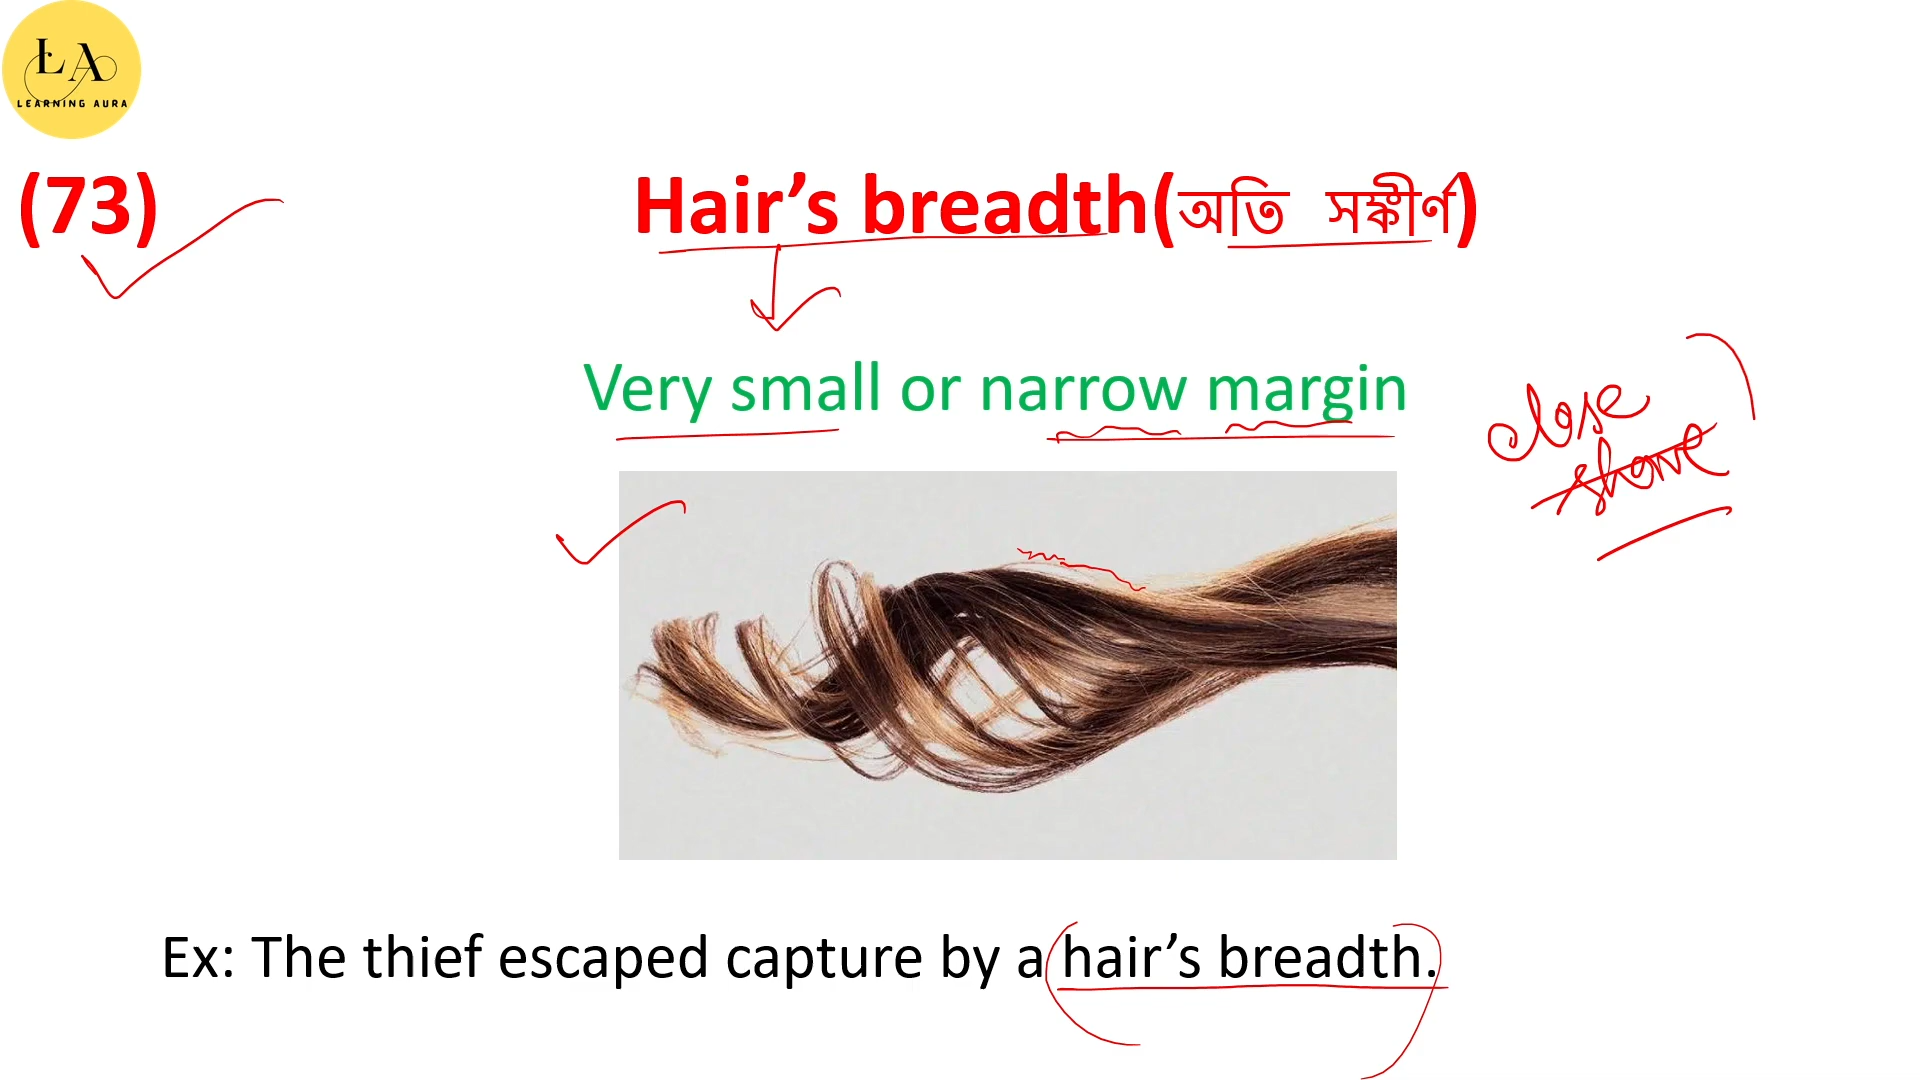 LA
LEARNING AURA
(73)
Hair’s breadth(অতি সঙ্কীর্ণ)
Very small or narrow margin
close
shave
Ex: The thief escaped capture by a hair’s breadth.